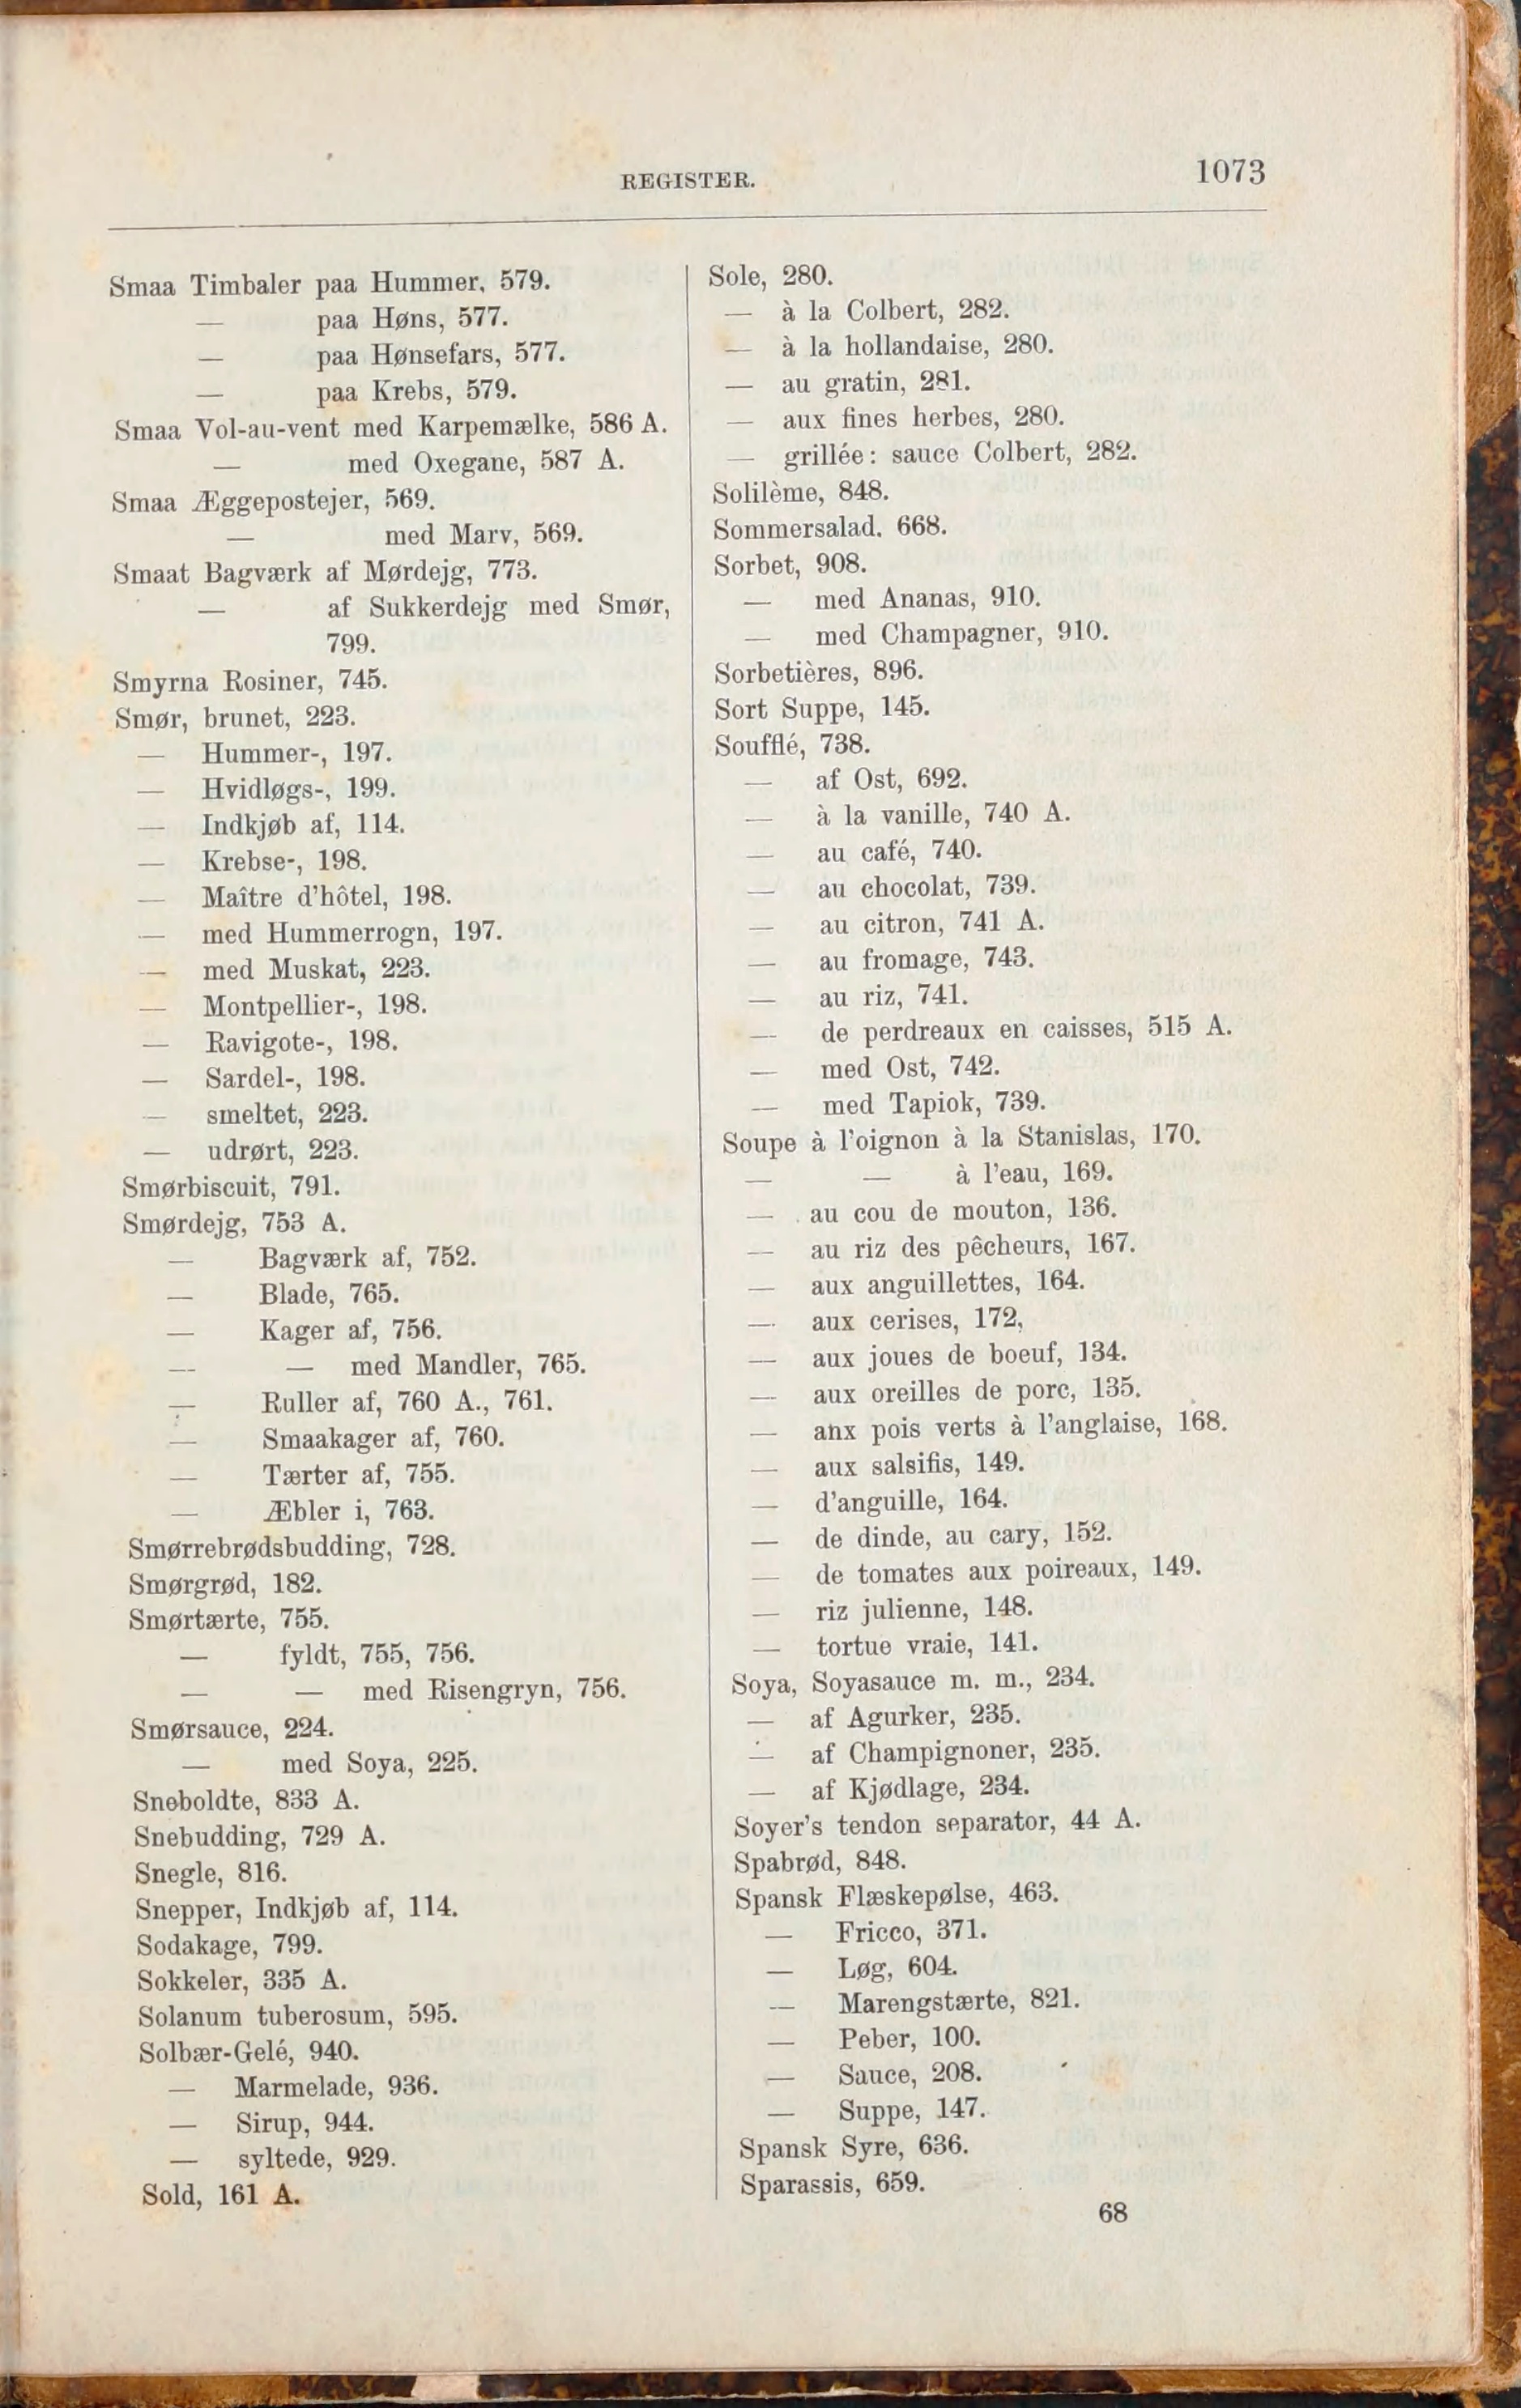 REGISTER.
1073
Smaa Timbaler paa Hummer, 579.
— paa Høns, 577.
— paa Hønsefars, 577.
— paa Krebs, 579.
Smaa Vol-au-vent med Karpemælke, 586 A.
— med Oxegane, 587 A.
Smaa Æggepostejer, 569.
— med Marv, 569.
Smaat Bagværk af Mørdejg, 773.
— af Sukkerdejg med Smør,
799.
Smyrna Rosiner, 745.
Smør, brunet, 223.
— Hummer-, 197.
— Hvidløgs-, 199.
— Indkjøb af, 114.
— Krebse-, 198.
— Maître d'hôtel, 198.
— med Hummerrogn, 197.
— med Muskat, 223.
— Montpellier-, 198.
— Ravigote-, 198.
— Sardel-, 198.
— smeltet, 223.
— udrørt, 223.
Smørbiscuit, 791.
Smørdejg, 753 A.
— Bagværk af, 752.
— Blade, 765.
— Kager af, 756.
— — med Mandler, 765.
— Ruller af, 760 A., 761.
— Smaakager af, 760.
— Tærter af, 755.
— Æbler i, 763.
Smørrebrødsbudding, 728.
Smørgrød, 182.
Smørtærte, 755.
— fyldt, 755, 756.
— — med Risengryn, 756.
Smørsauce, 224.
— med Soya, 225.
Sneboldte, 833 A.
Snebudding, 729 A.
Snegle, 816.
Snepper, Indkjøb af, 114.
Sodakage, 799.
Sokkeler, 335 A.
Solanum tuberosum, 595.
Solbær-Gelé, 940.
— Marmelade, 936.
— Sirup, 944.
— syltede, 929.
Sold, 161 A.
Sole, 280.
— à la Colbert, 282.
— à la hollandaise, 280.
— au gratin, 281.
— aux fines herbes, 280.
— grillée: sauce Colbert, 282.
Solilème, 848.
Sommersalad. 668.
Sorbet, 908.
— med Ananas, 910.
— med Champagner, 910.
Sorbetières, 896.
Sort Suppe, 145.
Soufflé, 738.
— af Ost, 692.
— à la vanille, 740 A.
— au café, 740.
— au chocolat, 739.
— au citron, 741 A.
— au fromage, 743.
— au riz, 741.
— de perdreaux en caisses, 515 A.
— med Ost, 742.
— med Tapiok, 739.
Soupe à l'oignon à la Stanislas, 170.
— — à l'eau, 169.
— au cou de mouton, 136.
— au riz des pêcheurs, 167.
— aux anguillettes, 164.
— aux cerises, 172,
— aux joues de boeuf, 134.
— aux oreilles de porc, 135.
— anx pois verts à l'anglaise, 168.
— aux salsifis, 149.
— d'anguille, 164.
— de dinde, au cary, 152.
— de tomates aux poireaux, 149.
— riz julienne, 148.
— tortue vraie, 141.
Soya, Soyasauce m. m., 234.
— af Agurker, 235.
— af Champignoner, 235.
— af Kjødlage, 234.
Soyer's tendon separator, 44 A.
Spabrød, 848.
Spansk Flæskepølse, 463.
— Fricco, 371.
— Løg, 604.
— Marengstærte, 821.
— Peber, 100.
— Sauce, 208.
— Suppe, 147.
Spansk Syre, 636.
Sparassis, 659.
68